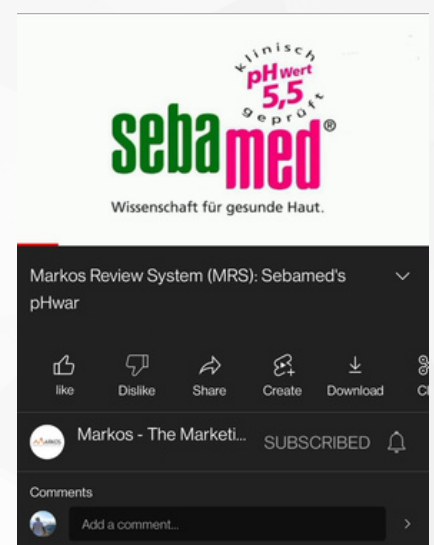 klinisch
pH Wert
5,5
geprüft
sebamed®
Wissenschaft für gesunde Haut.
Markos Review System (MRS): Sebamed's
pHwar
like
Dislike
Share
Create
Download
Cl
Markos - The Marketi...
SUBSCRIBED
Comments
Add a comment...